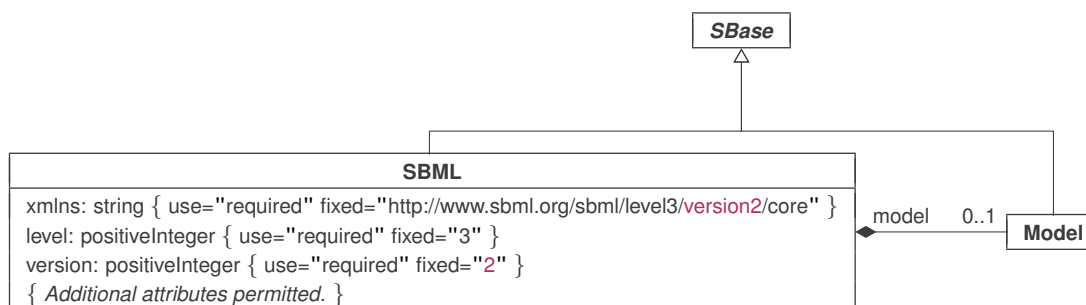 SBase
SBML
xmlns: string { use="required" fixed="http://www.sbml.org/sbml/level3/version2/core" }
level: positiveInteger { use="required" fixed="3" }
version: positiveInteger { use="required" fixed="2" }
{ Additional attributes permitted. }
model 0..1
Model